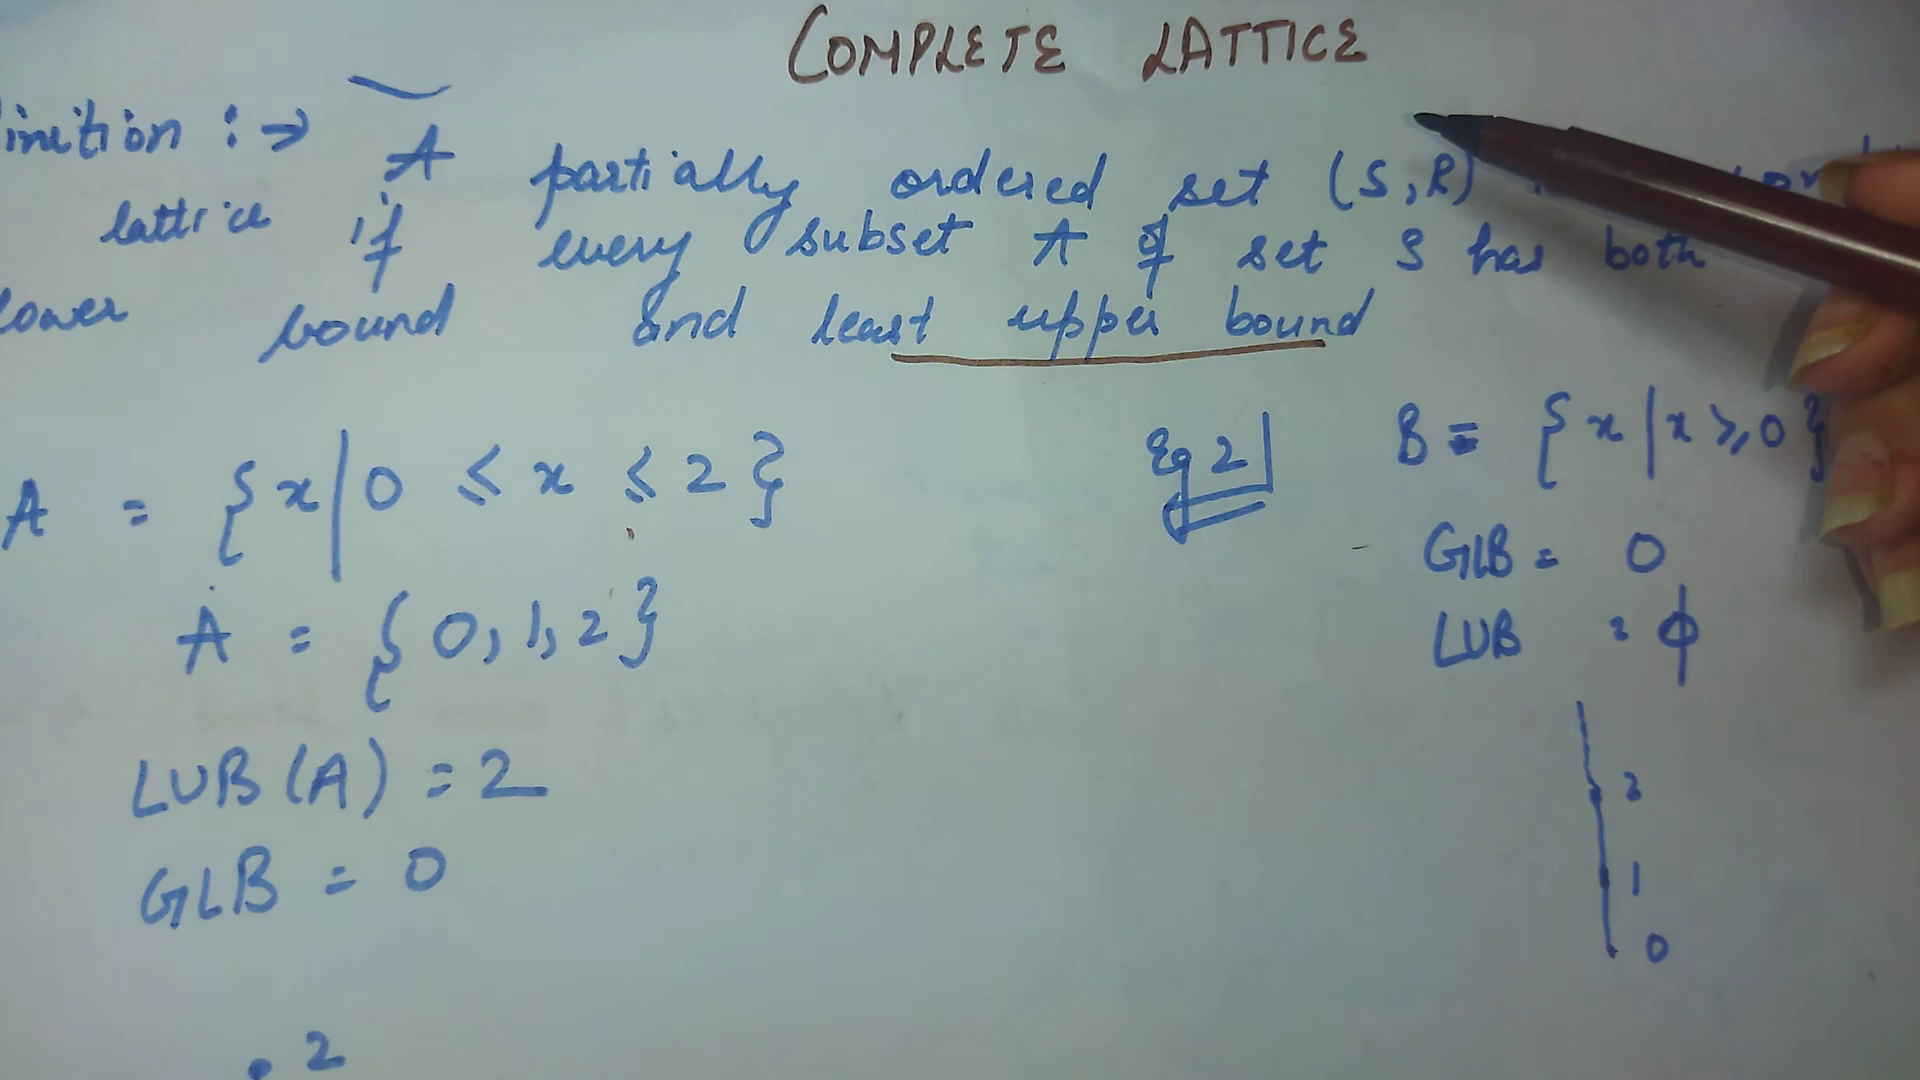 COMPLETE LATTICE
inition :→ A partially ordered set (S,R)
lattice if every subset A of set S has both
lower bound and least upper bound
A = {x|0 ≤ x ≤ 2}
A = {0,1,2}
LUB(A) = 2
GLB = 0
. 2
Eg 2| B = {x|x ≥ 0}
GLB = 0
LUB = ϕ
2
1
0